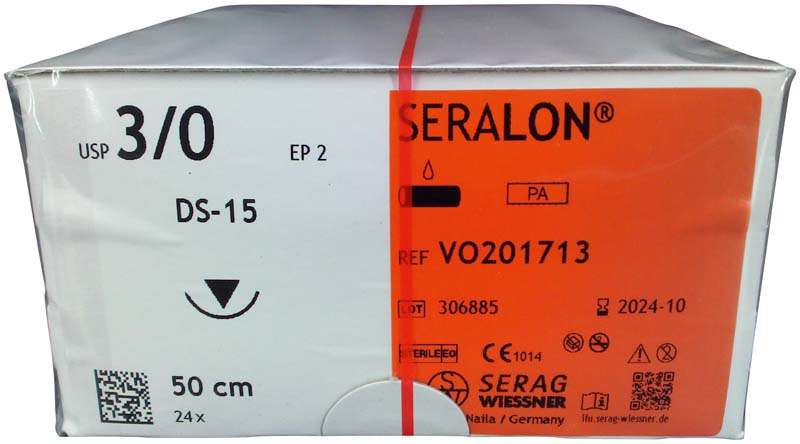 USP 3/0 EP 2
DS-15
50 cm
24x
SERALON®
PA
REF VO201713
LOT 306885 2024-10
STERILE EO CE 1014
SERAG
WIESSNER
Naila / Germany
ifu.serag-wiessner.de